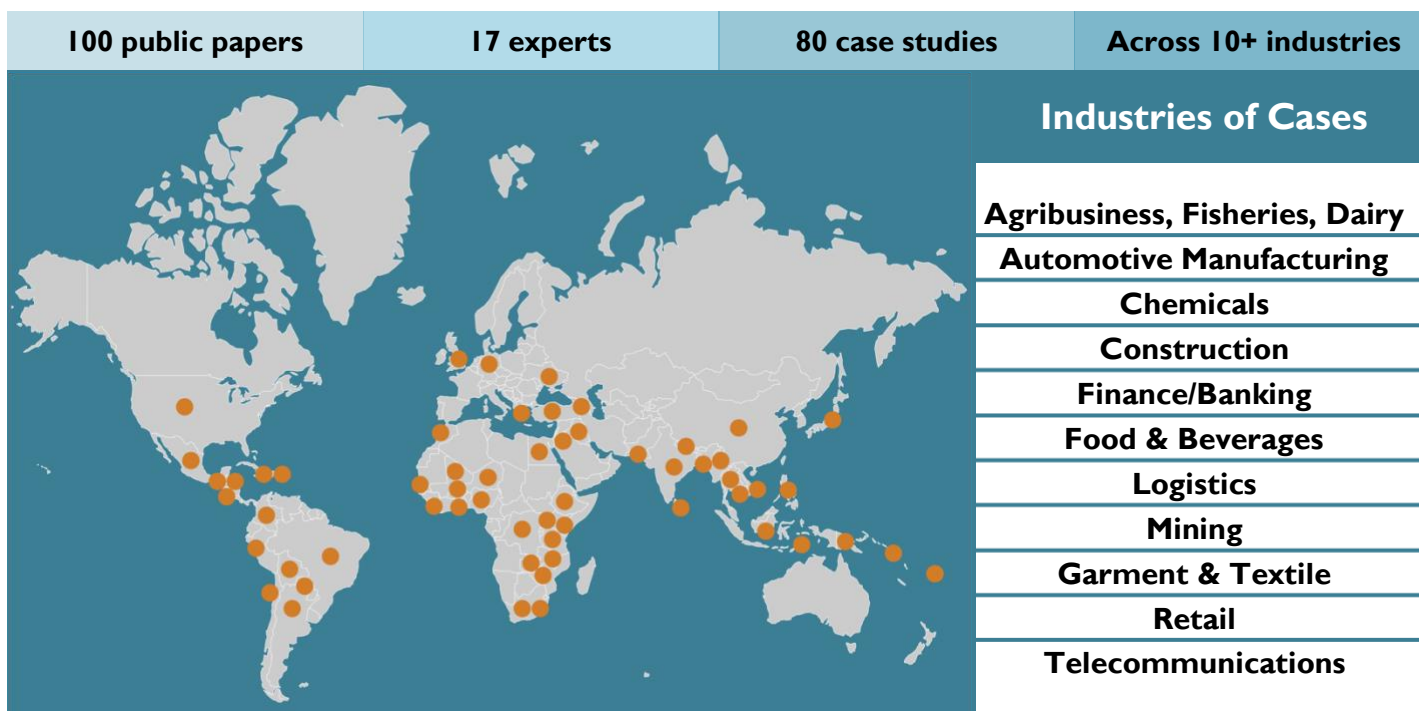 100 public papers
17 experts
80 case studies
Across 10+ industries
Industries of Cases
Agribusiness, Fisheries, Dairy
Automotive Manufacturing
Chemicals
Construction
Finance/Banking
Food & Beverages
Logistics
Mining
Garment & Textile
Retail
Telecommunications